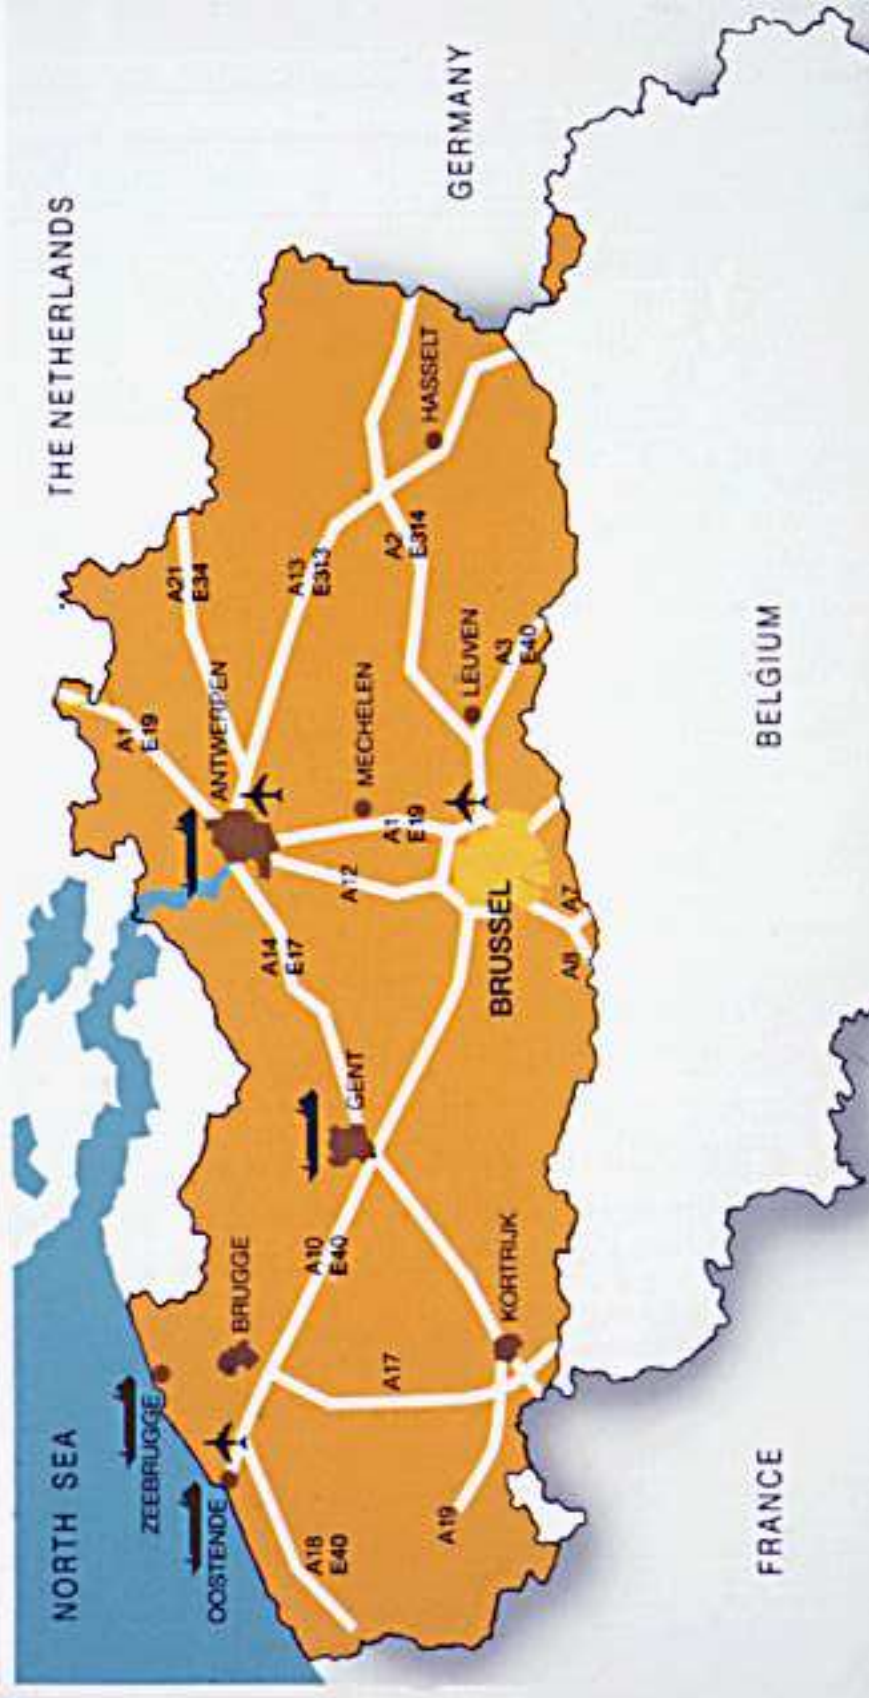 NORTH SEA
THE NETHERLANDS
GERMANY
ZEEBRUGGE
OOSTENDE
BRUGGE
A18
E40
A10
E40
A17
A19
KORTRIJK
GENT
A14
E17
A12
ANTWERPEN
A1
E19
A21
E34
A13
E313
MECHELEN
A1
E19
A2
E314
HASSELT
LEUVEN
A3
E40
BRUSSEL
A8
A7
FRANCE
BELGIUM